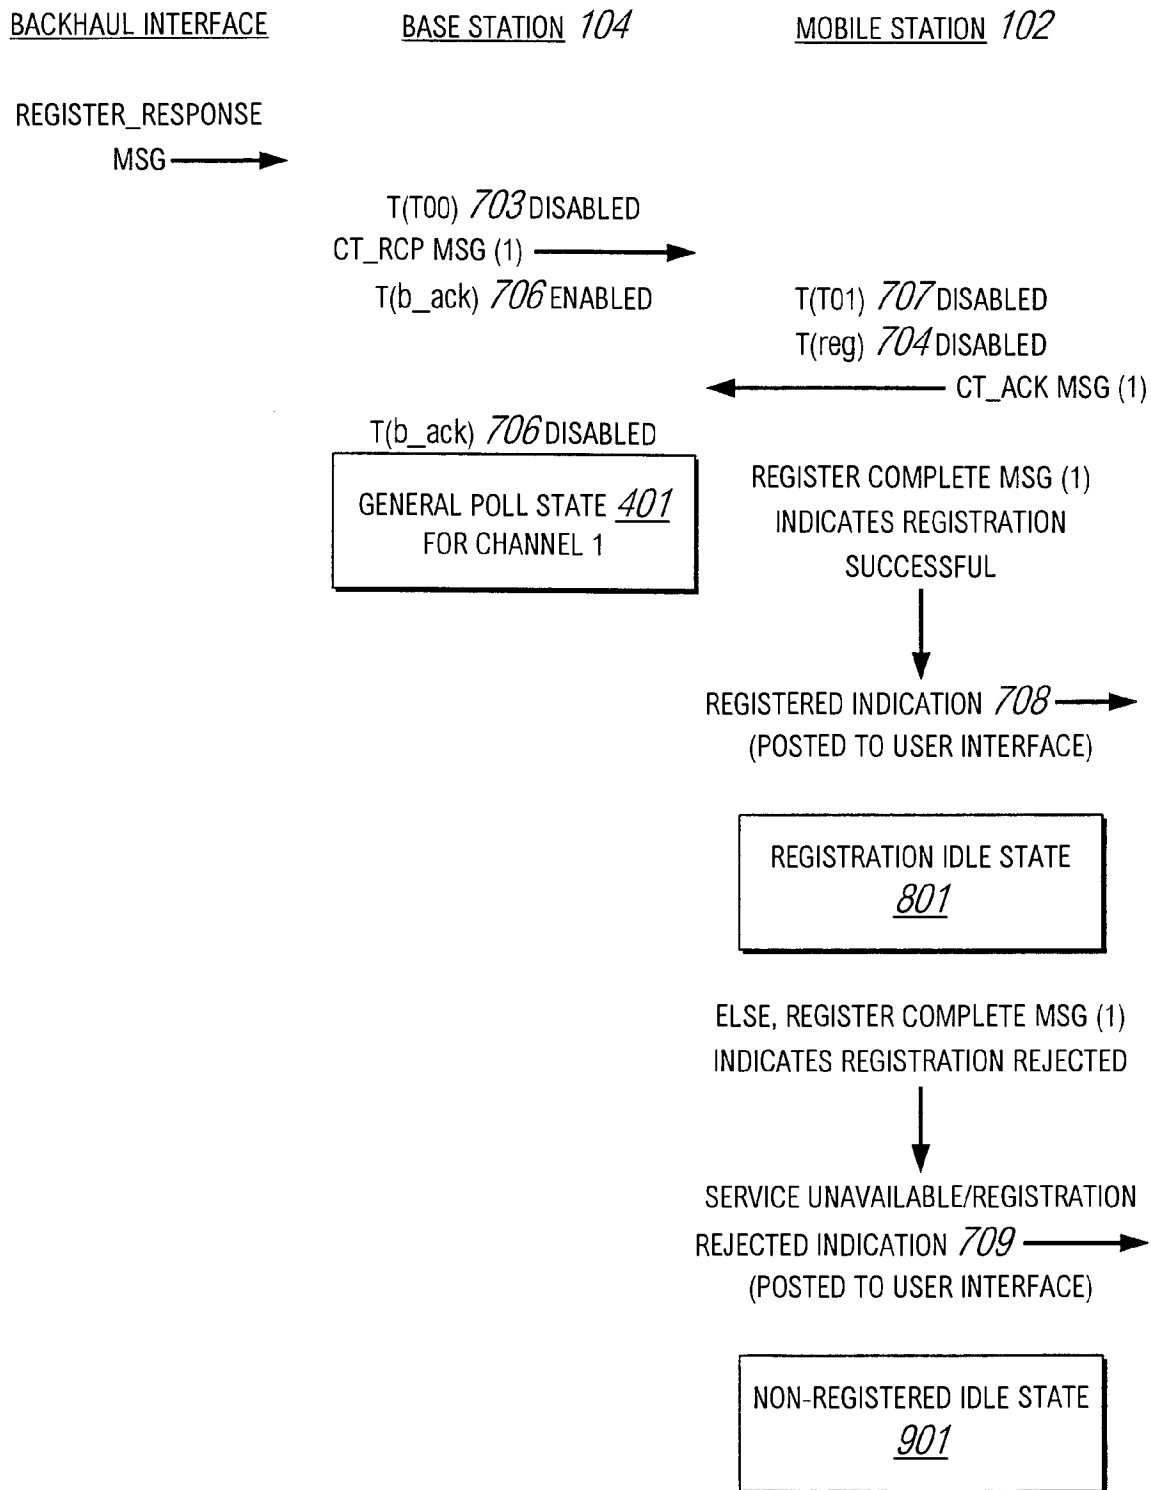 BACKHAUL INTERFACE
BASE STATION 104
MOBILE STATION 102
REGISTER_RESPONSE
MSG
T(T00) 703 DISABLED
CT_RCP MSG (1)
T(b_ack) 706 ENABLED
T(T01) 707 DISABLED
T(reg) 704 DISABLED
CT_ACK MSG (1)
T(b_ack) 706 DISABLED
GENERAL POLL STATE 401
FOR CHANNEL 1
REGISTER COMPLETE MSG (1)
INDICATES REGISTRATION
SUCCESSFUL
REGISTERED INDICATION 708
(POSTED TO USER INTERFACE)
REGISTRATION IDLE STATE
801
ELSE, REGISTER COMPLETE MSG (1)
INDICATES REGISTRATION REJECTED
SERVICE UNAVAILABLE/REGISTRATION
REJECTED INDICATION 709
(POSTED TO USER INTERFACE)
NON-REGISTERED IDLE STATE
901